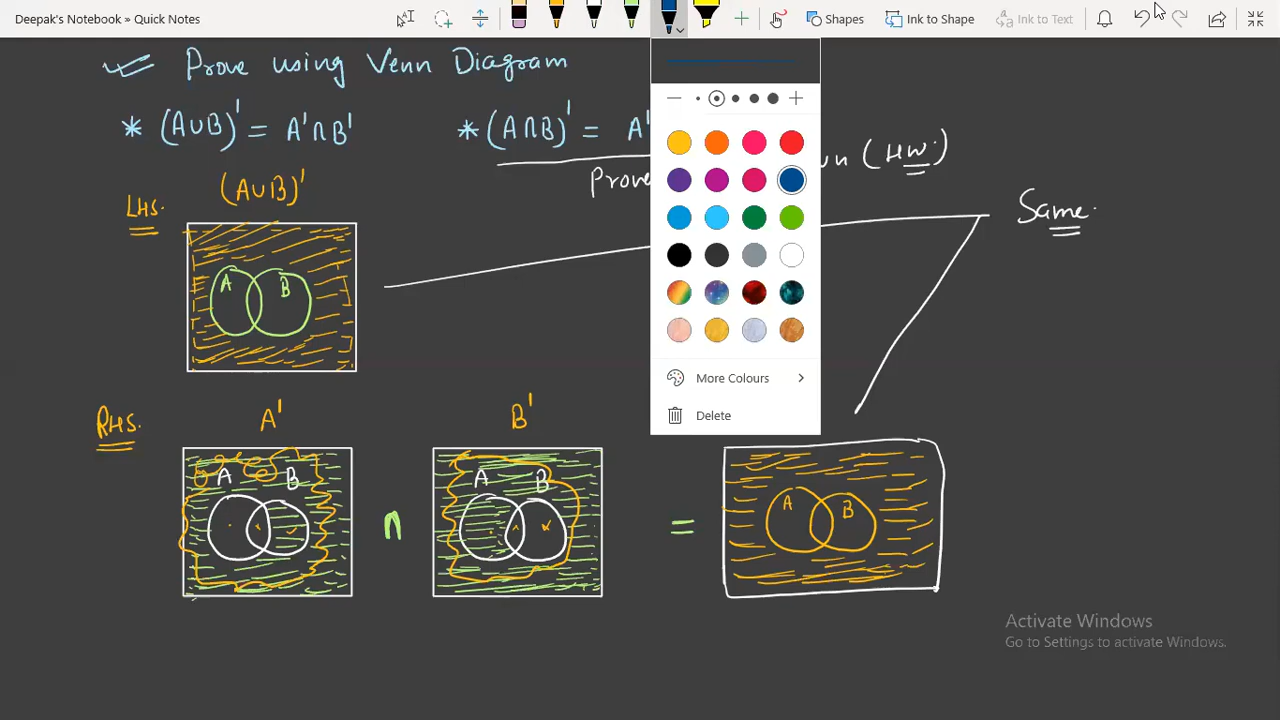 Deepak's Notebook » Quick Notes
Shapes
Ink to Shape
Ink to Text
✓ Prove using Venn Diagram
* (A∪B)' = A'∩B'
* (A∩B)' = A'
Prove
(HW)
LHS.
(A∪B)'
Same.
A
B
More Colours
Delete
RHS.
A'
B'
A
B
∩
A
B
=
A
B
Activate Windows
Go to Settings to activate Windows.